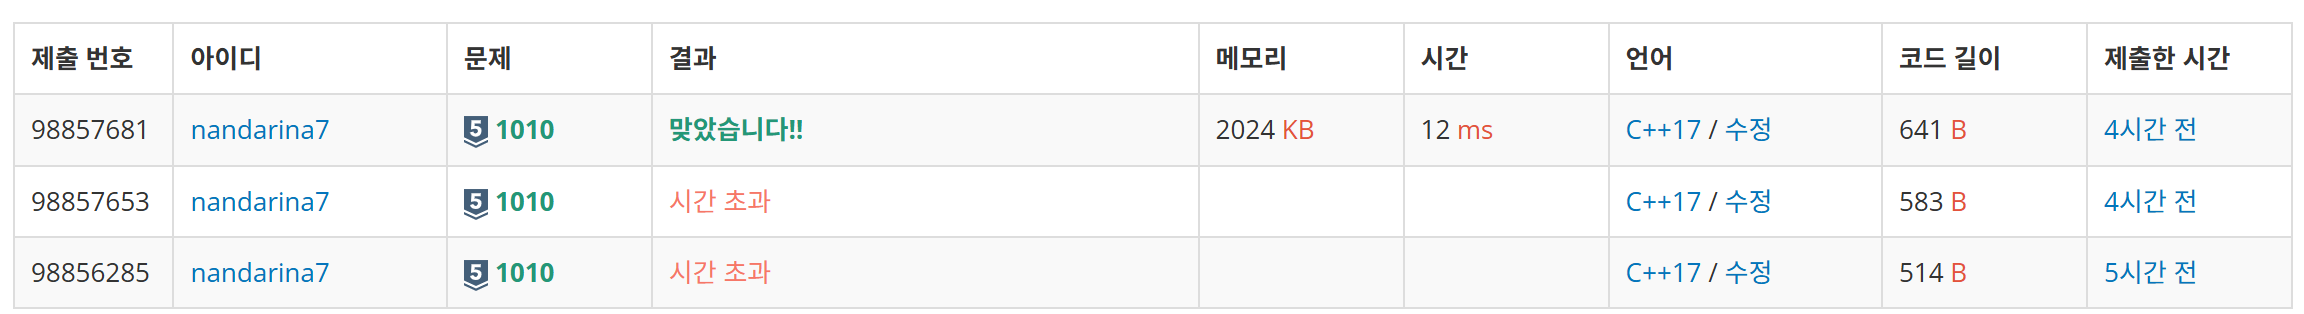 제출 번호 아이디 문제 결과 메모리 시간 언어 코드 길이 제출한 시간
98857681 nandarina7 5 1010 맞았습니다!! 2024 KB 12 ms C++17 / 수정 641 B 4시간 전
98857653 nandarina7 5 1010 시간 초과 C++17 / 수정 583 B 4시간 전
98856285 nandarina7 5 1010 시간 초과 C++17 / 수정 514 B 5시간 전